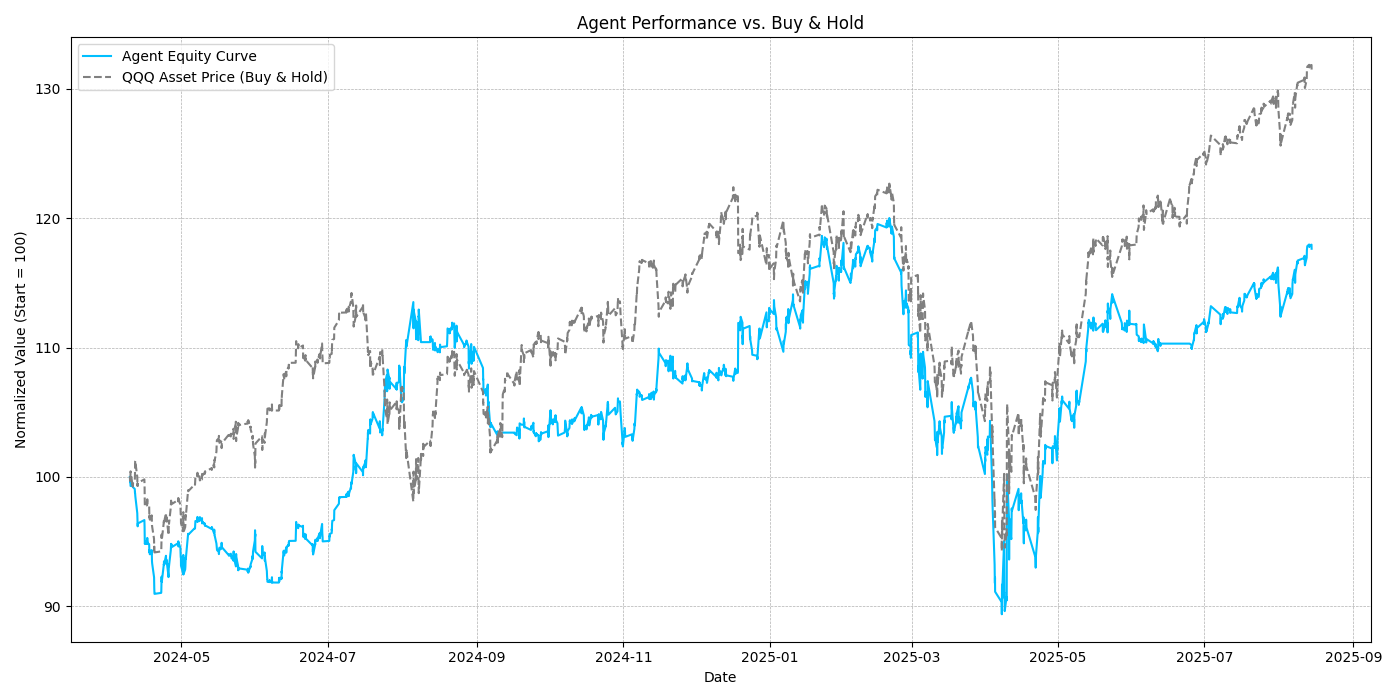 Agent Performance vs. Buy & Hold
Agent Equity Curve
QQQ Asset Price (Buy & Hold)
Normalized Value (Start = 100)
130
120
110
100
90
2024-05
2024-07
2024-09
2024-11
2025-01
2025-03
2025-05
2025-07
2025-09
Date